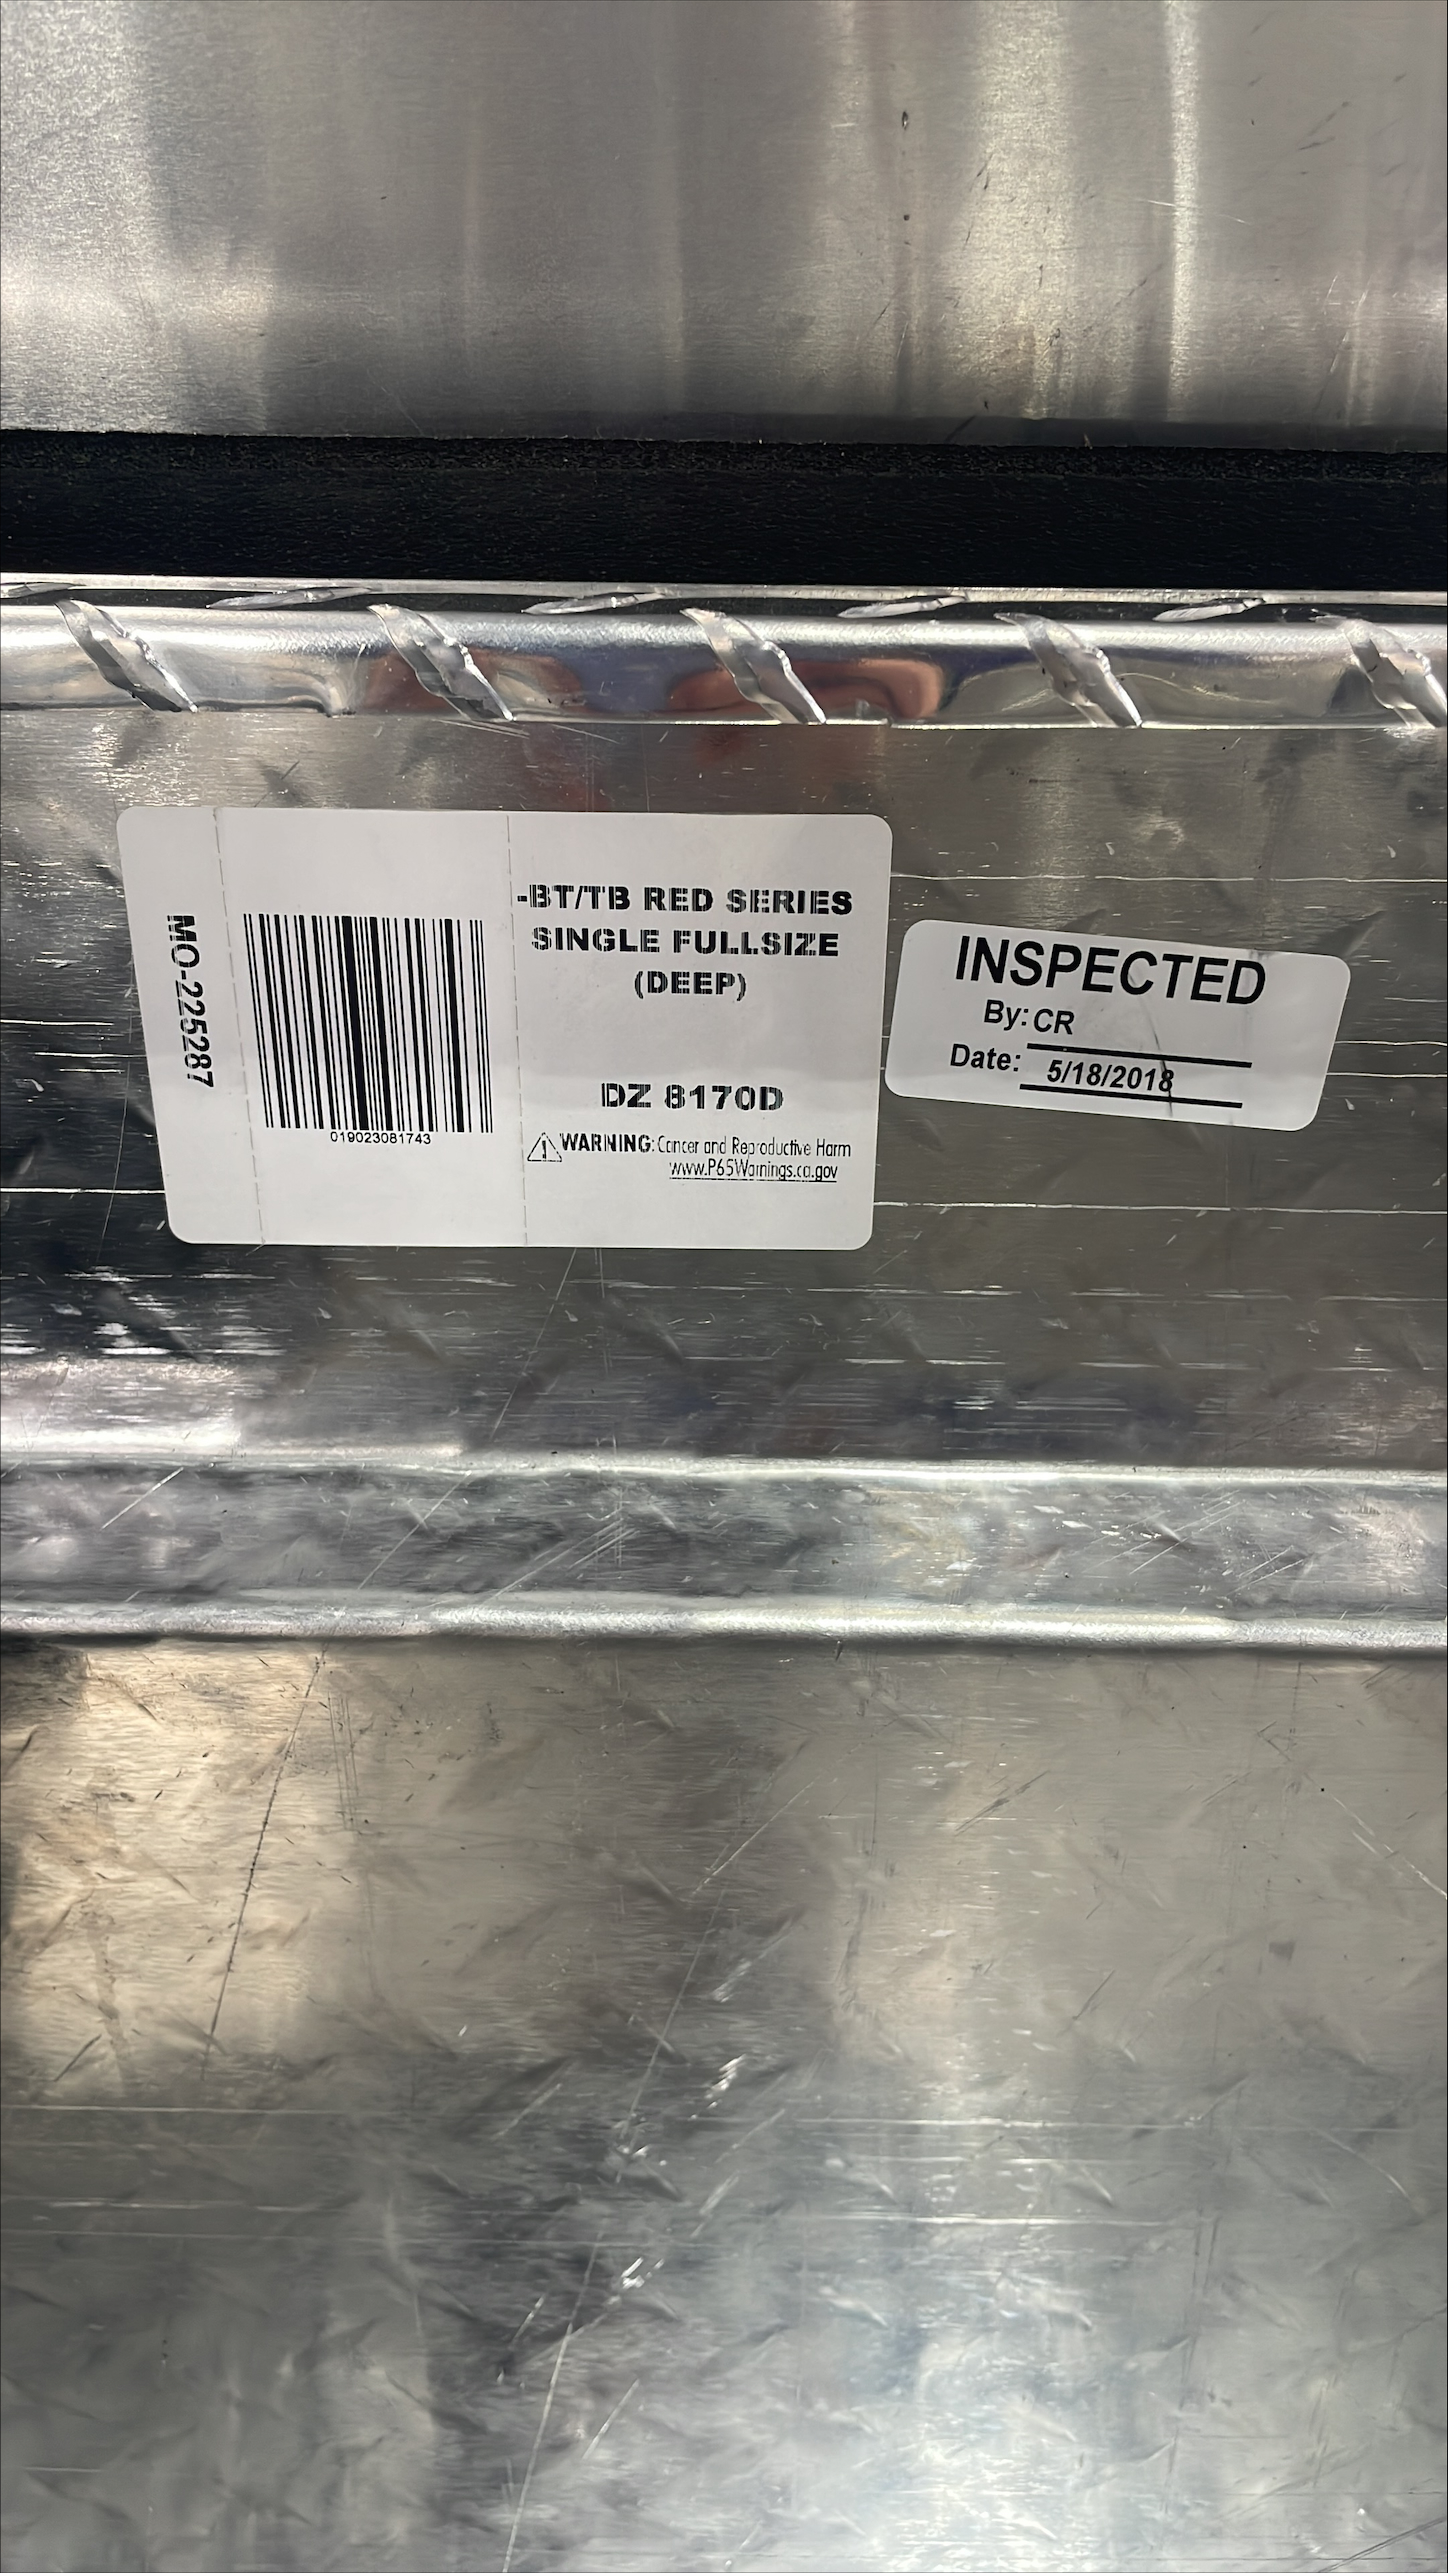 MO-225287
019023081743
-BT/TB RED SERIES
SINGLE FULLSIZE
(DEEP)
DZ 8170D
WARNING: Cancer and Reproductive Harm
www.P65Warnings.ca.gov
INSPECTED
By: CR
Date: 5/18/2018